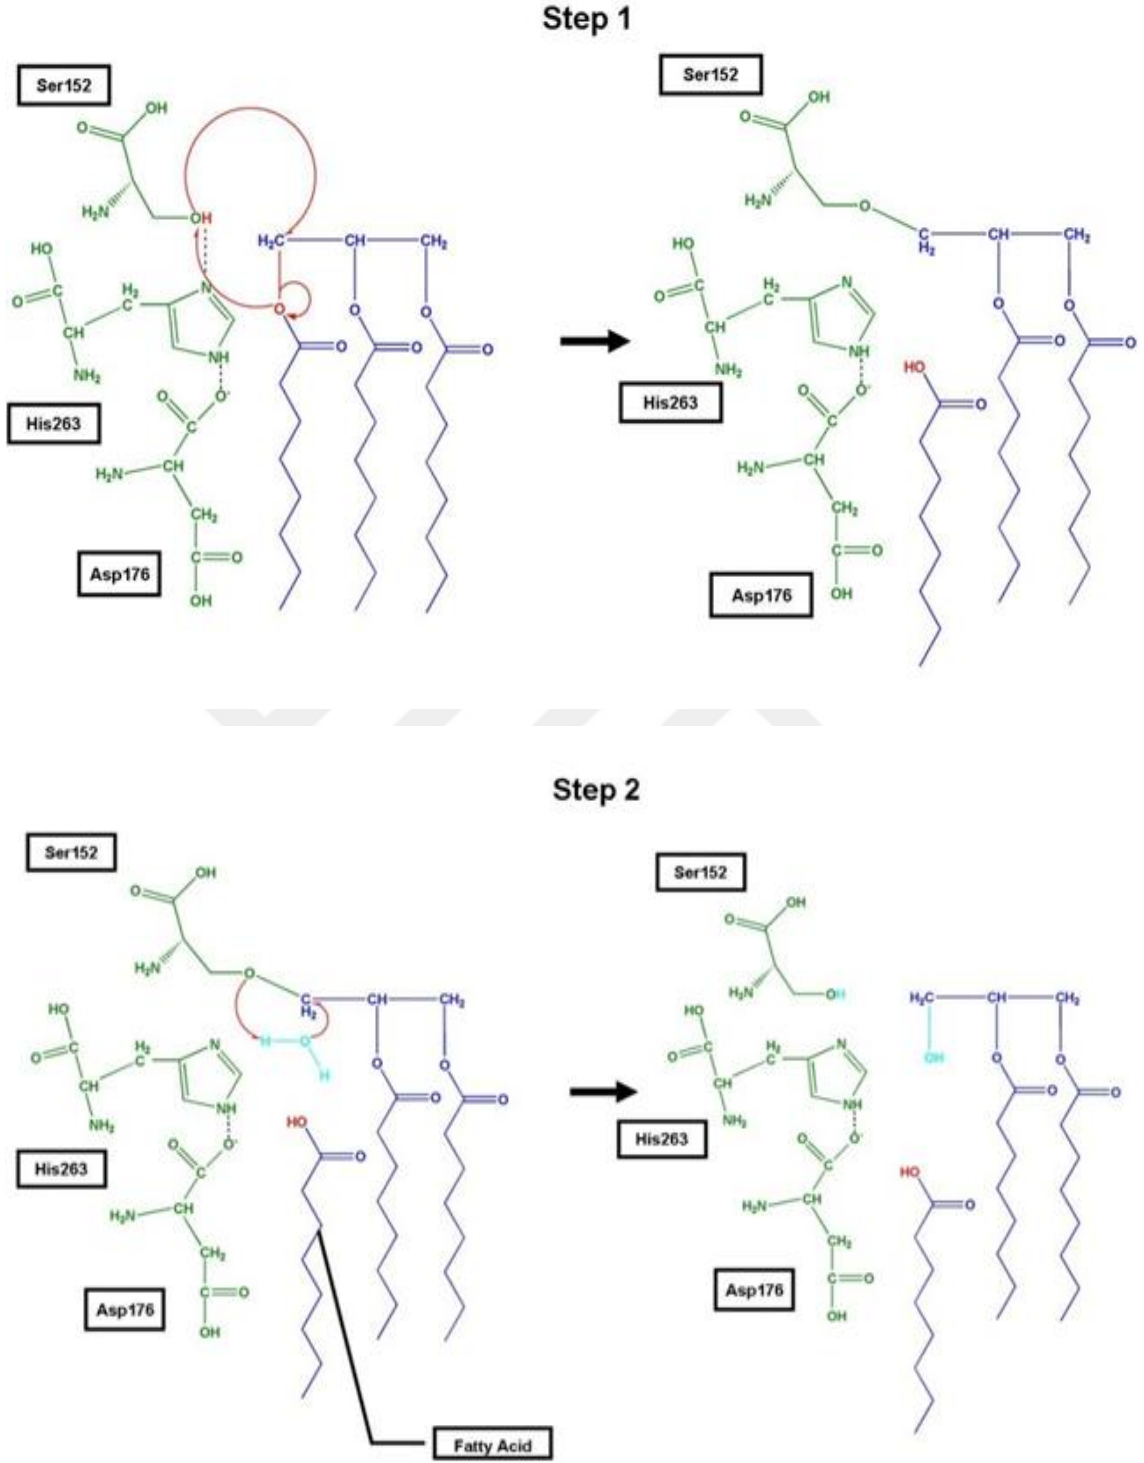 Step 1
Ser152
OH
O
C
H₂N
OH
H₂C CH CH₂
HO
H₂
C
N
O C
O O O
CH
NH₂
NH
O O O
O O⁻
His263
C
H₂N CH
CH₂
C O
Asp176
OH
Ser152
OH
O
C
H₂N
O
C CH CH₂
H₂
HO
H₂
C
N
O C
O O
CH
NH₂
NH
O O
HO
O
O O⁻
His263
C
H₂N CH
CH₂
C O
Asp176
OH
Step 2
Ser152
OH
O
C
H₂N
O
C CH CH₂
H₂
HO
H₂
C
N
H O
H
O C
O O
CH
NH₂
NH
O O
HO
O
O O⁻
His263
C
H₂N CH
CH₂
C O
Asp176
OH
Fatty Acid
Ser152
OH
O
C
H₂N
OH
H₂C CH CH₂
HO
H₂
C
N
OH
O C
O O
CH
NH₂
NH
O O
His263
O O⁻
C
HO
O
H₂N CH
CH₂
C O
Asp176
OH